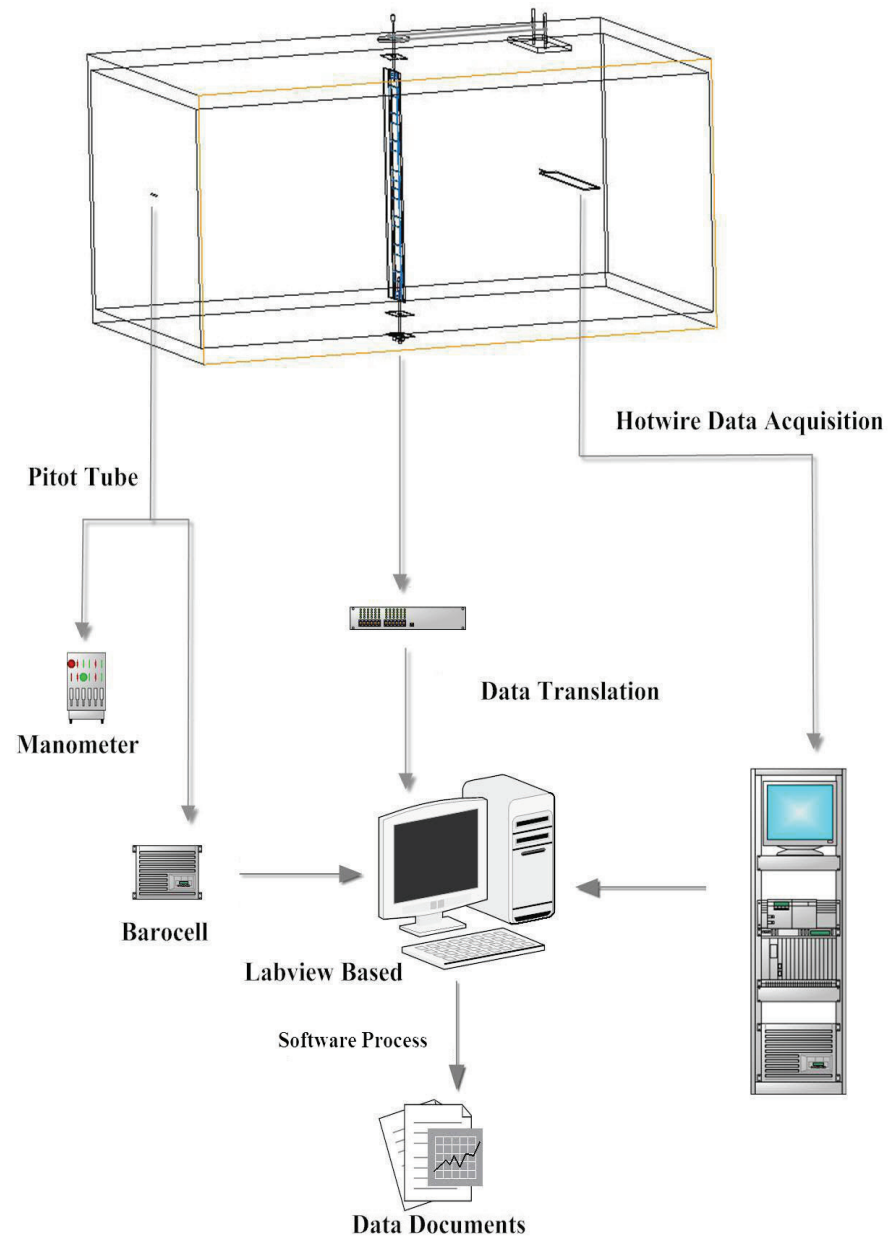 Hotwire Data Acquisition
Pitot Tube
Data Translation
Manometer
Barocell
Labview Based
Software Process
Data Documents